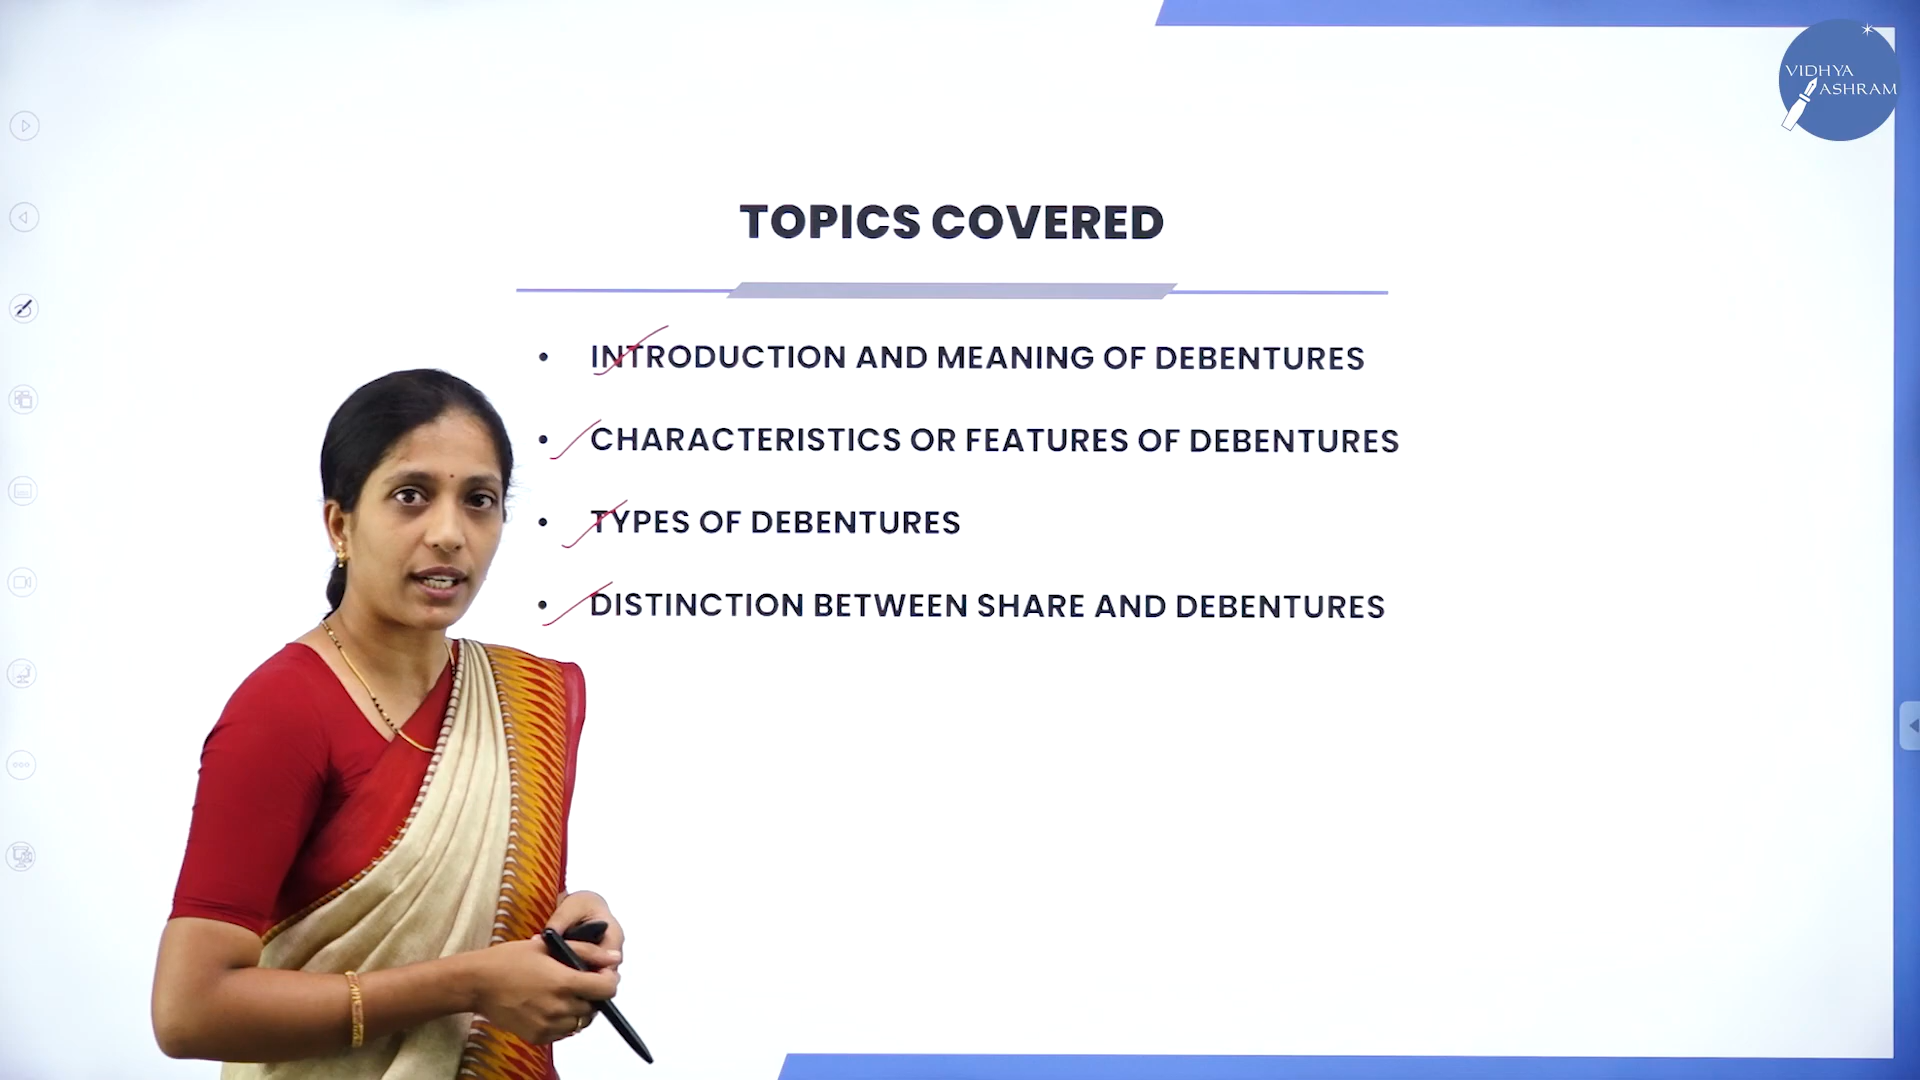 VIDHYA
ASHRAM
TOPICS COVERED
• INTRODUCTION AND MEANING OF DEBENTURES
• CHARACTERISTICS OR FEATURES OF DEBENTURES
• TYPES OF DEBENTURES
• DISTINCTION BETWEEN SHARE AND DEBENTURES